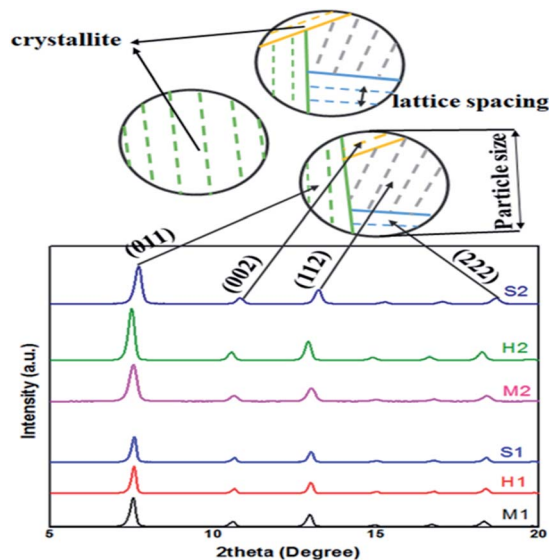 crystallite
lattice spacing
Particle size
(011)
(002)
(112)
(222)
S2
H2
M2
S1
H1
M1
Intensity (a.u.)
5
10
15
20
2theta (Degree)